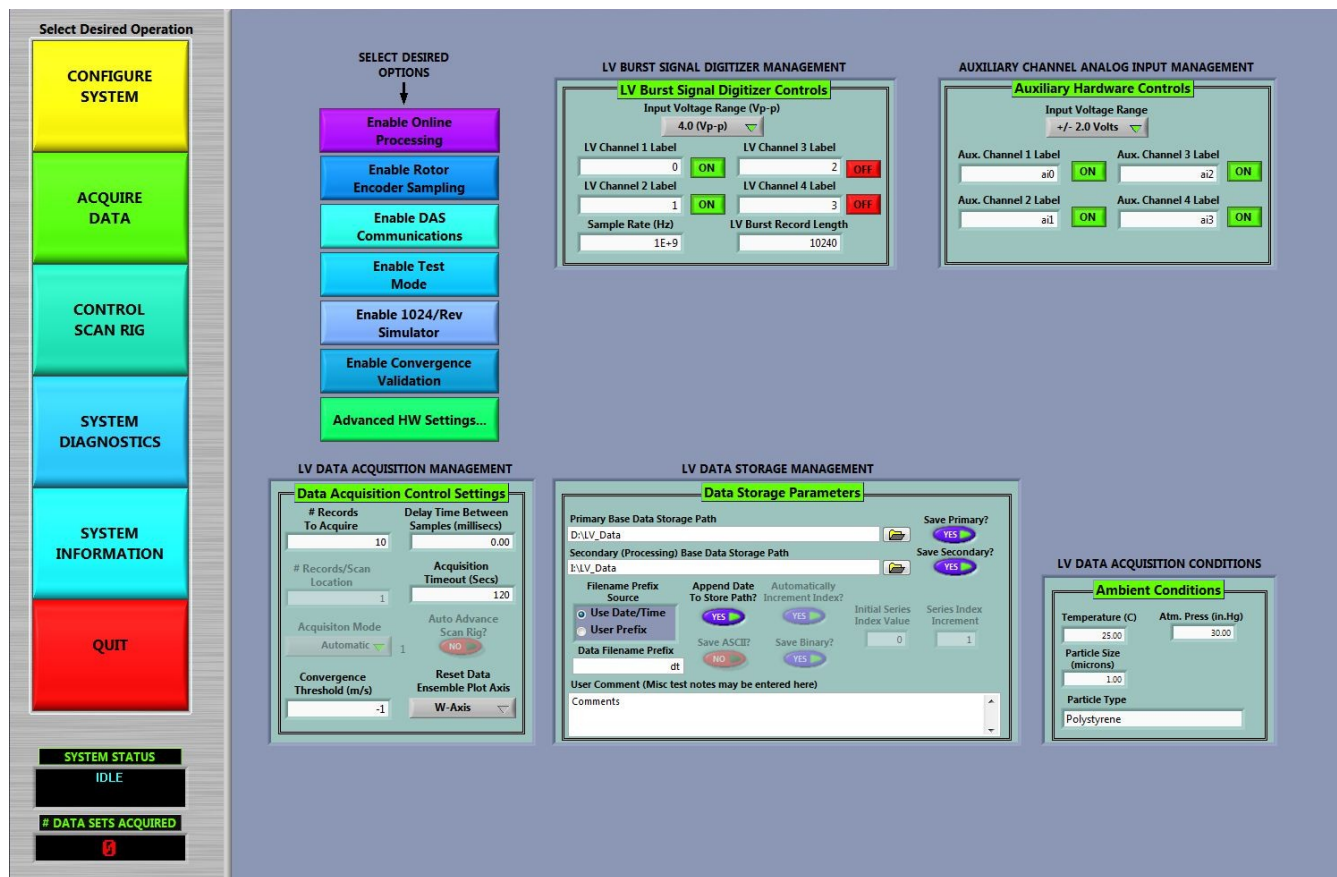 Select Desired Operation
CONFIGURE
SYSTEM
ACQUIRE
DATA
CONTROL
SCAN RIG
SYSTEM
DIAGNOSTICS
SYSTEM
INFORMATION
QUIT
SYSTEM STATUS
IDLE
# DATA SETS ACQUIRED
0
SELECT DESIRED
OPTIONS
Enable Online
Processing
Enable Rotor
Encoder Sampling
Enable DAS
Communications
Enable Test
Mode
Enable 1024/Rev
Simulator
Enable Convergence
Validation
Advanced HW Settings...
LV BURST SIGNAL DIGITIZER MANAGEMENT
LV Burst Signal Digitizer Controls
Input Voltage Range (Vp-p)
4.0 (Vp-p)
LV Channel 1 Label LV Channel 3 Label
0 ON 2 OFF
LV Channel 2 Label LV Channel 4 Label
1 ON 3 OFF
Sample Rate (Hz) LV Burst Record Length
1E+9 10240
AUXILIARY CHANNEL ANALOG INPUT MANAGEMENT
Auxiliary Hardware Controls
Input Voltage Range
+/- 2.0 Volts
Aux. Channel 1 Label Aux. Channel 3 Label
ai0 ON ai2 ON
Aux. Channel 2 Label Aux. Channel 4 Label
ai1 ON ai3 ON
LV DATA ACQUISITION MANAGEMENT
Data Acquisition Control Settings
# Records Delay Time Between
To Acquire Samples (millisecs)
10 0.00
# Records/Scan Acquisition
Location Timeout (Secs)
1 120
Acquisiton Mode Auto Advance
Scan Rig?
Automatic 1 NO
Convergence Reset Data
Threshold (m/s) Ensemble Plot Axis
-1 W-Axis
LV DATA STORAGE MANAGEMENT
Data Storage Parameters
Primary Base Data Storage Path Save Primary?
D:\LV_Data YES
Secondary (Processing) Base Data Storage Path Save Secondary?
I:\LV_Data YES
Filename Prefix Append Date Automatically
Source To Store Path? Increment Index?
Use Date/Time YES YES Initial Series Series Index
User Prefix Index Value Increment
Save ASCII? Save Binary? 0 1
Data Filename Prefix NO YES
dt
User Comment (Misc test notes may be entered here)
Comments
LV DATA ACQUISITION CONDITIONS
Ambient Conditions
Temperature (C) Atm. Press (in.Hg)
25.00 30.00
Particle Size
(microns)
1.00
Particle Type
Polystyrene